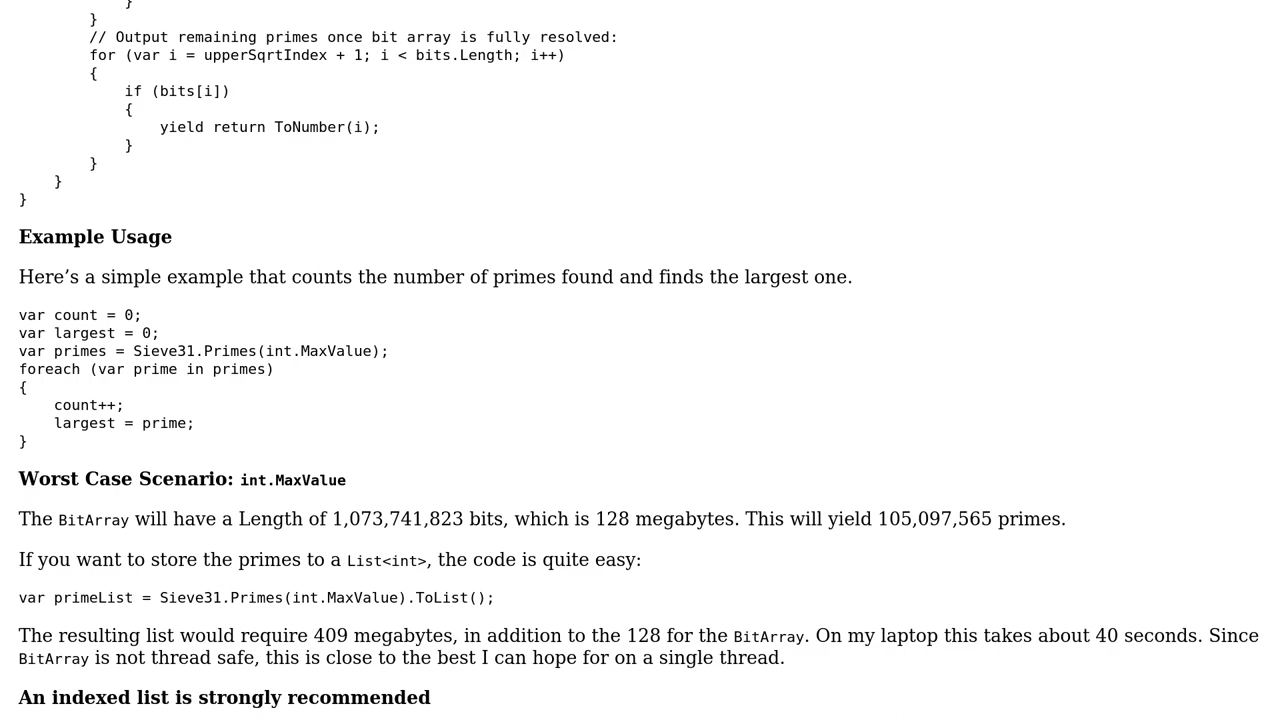 }
}
// Output remaining primes once bit array is fully resolved:
for (var i = upperSqrtIndex + 1; i < bits.Length; i++)
{
if (bits[i])
{
yield return ToNumber(i);
}
}
}
}
Example Usage
Here’s a simple example that counts the number of primes found and finds the largest one.
var count = 0;
var largest = 0;
var primes = Sieve31.Primes(int.MaxValue);
foreach (var prime in primes)
{
count++;
largest = prime;
}
Worst Case Scenario: int.MaxValue
The BitArray will have a Length of 1,073,741,823 bits, which is 128 megabytes. This will yield 105,097,565 primes.
If you want to store the primes to a List<int>, the code is quite easy:
var primeList = Sieve31.Primes(int.MaxValue).ToList();
The resulting list would require 409 megabytes, in addition to the 128 for the BitArray. On my laptop this takes about 40 seconds. Since
BitArray is not thread safe, this is close to the best I can hope for on a single thread.
An indexed list is strongly recommended